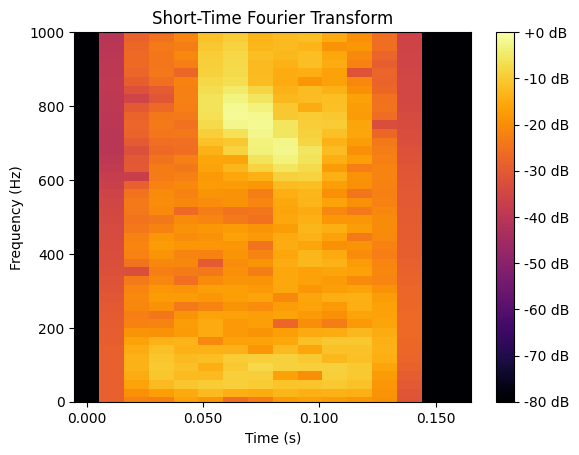 Short-Time Fourier Transform
1000
800
600
400
200
0
Frequency (Hz)
0.000
0.050
0.100
0.150
Time (s)
+0 dB
-10 dB
-20 dB
-30 dB
-40 dB
-50 dB
-60 dB
-70 dB
-80 dB